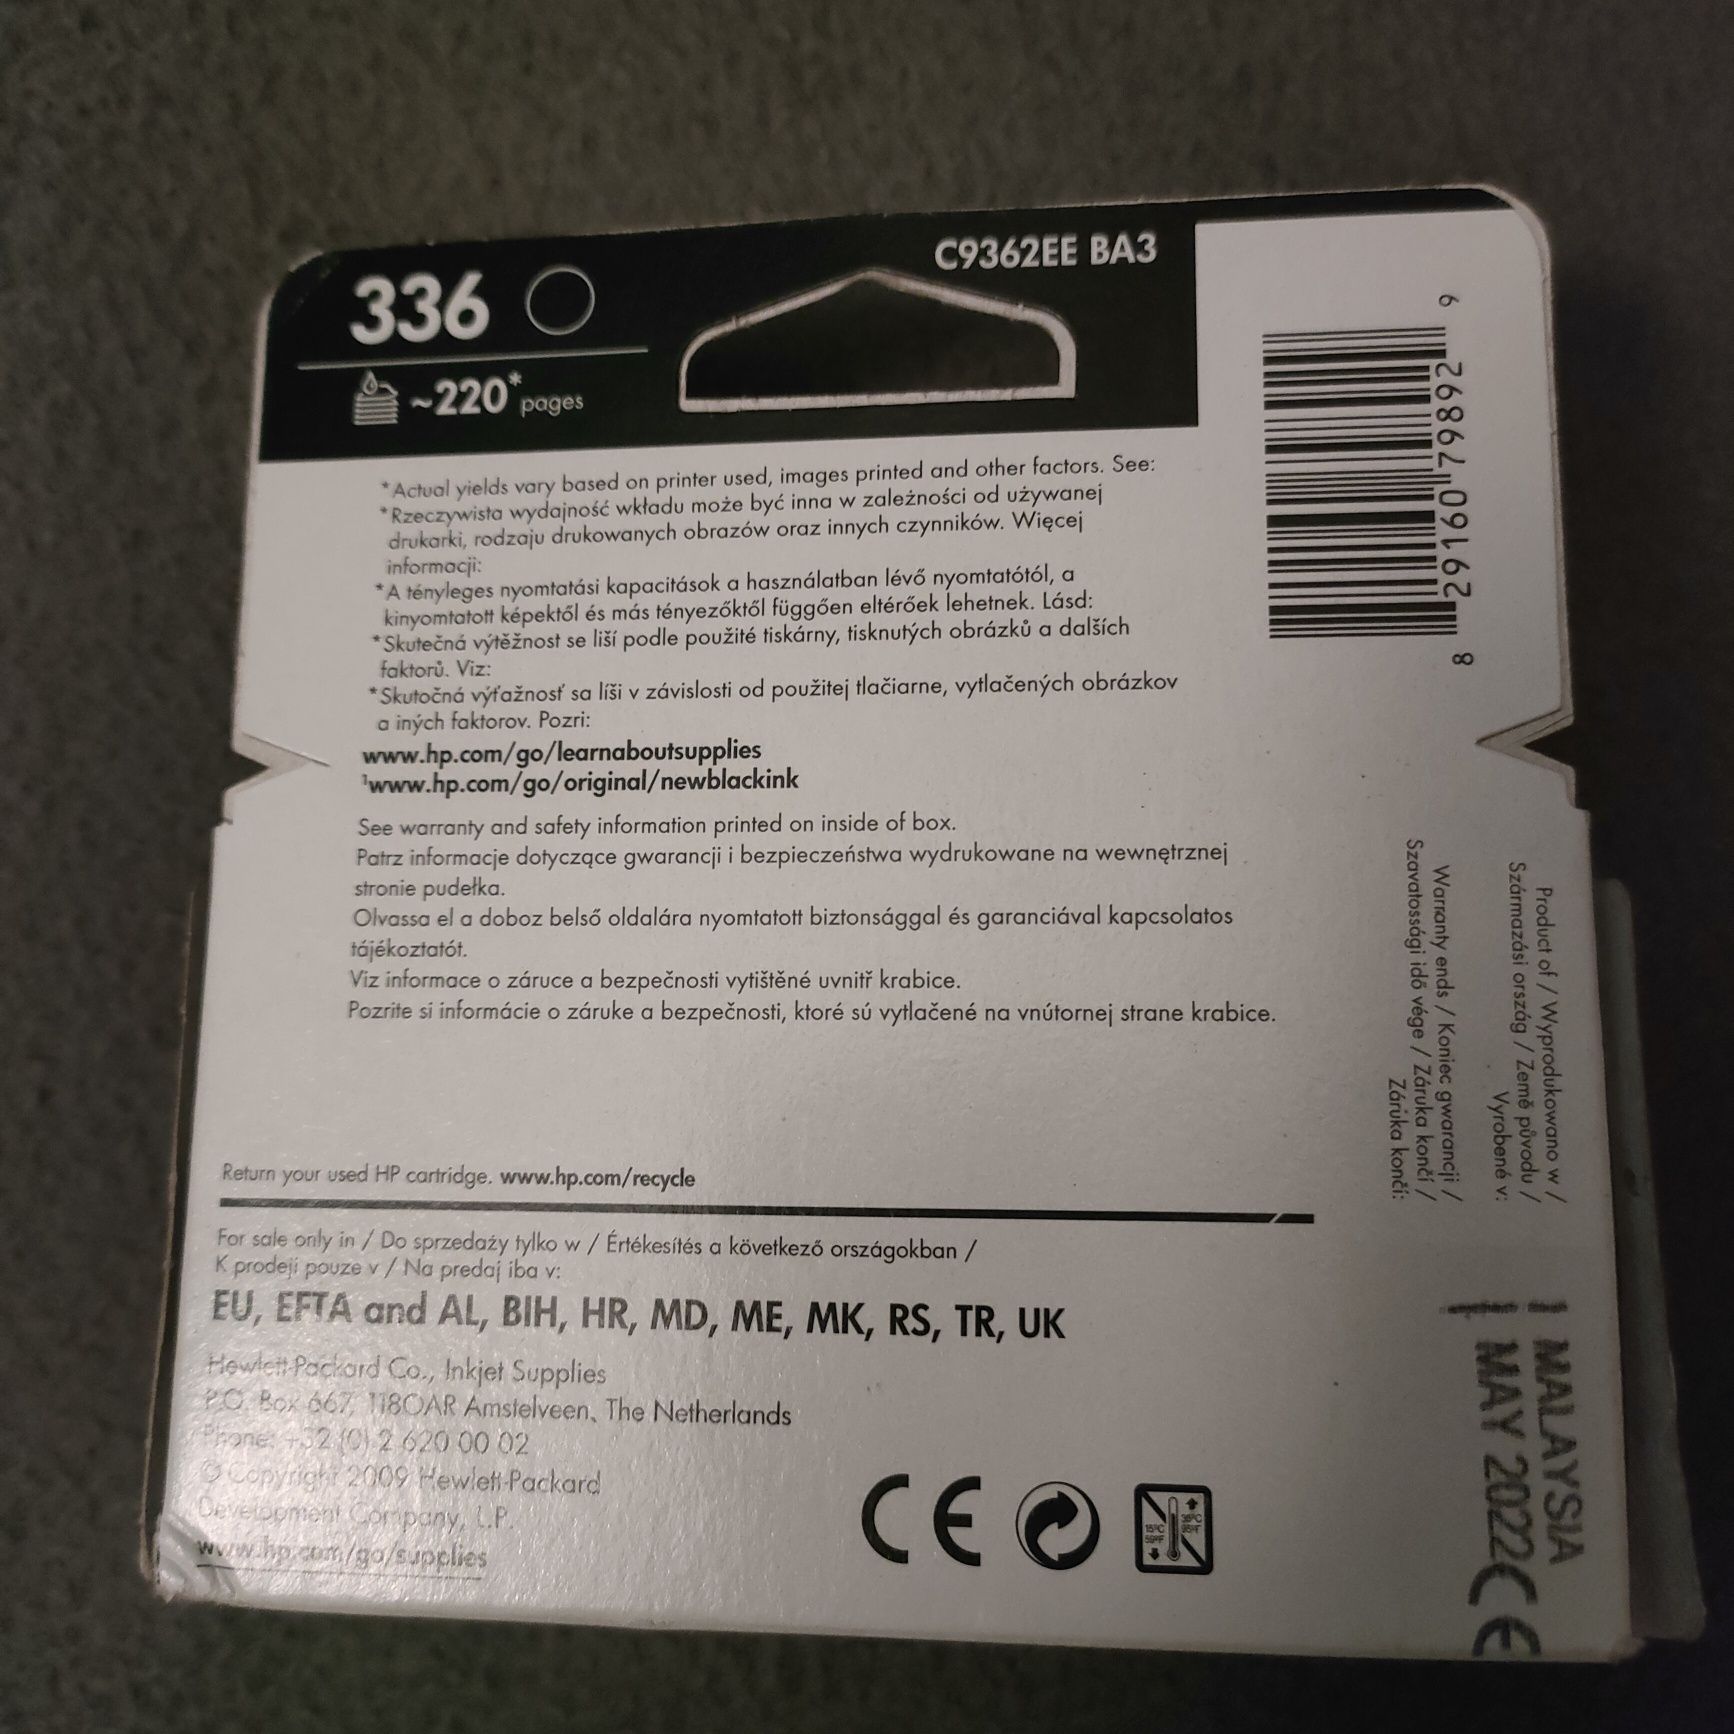 336
C9362EE BA3
~220* pages
*Actual yields vary based on printer used, images printed and other factors. See:
*Rzeczywista wydajność wkładu może być inna w zależności od używanej
drukarki, rodzaju drukowanych obrazów oraz innych czynników. Więcej
informacji:
*A tényleges nyomtatási kapacitások a használatban lévő nyomtatótól, a
kinyomtatott képektől és más tényezőktől függően eltérőek lehetnek. Lásd:
*Skutečná výtěžnost se liší podle použité tiskárny, tisknutých obrázků a dalších
faktorů. Viz:
*Skutočná výťažnosť sa líši v závislosti od použitej tlačiarne, vytlačených obrázkov
a iných faktorov. Pozri:
www.hp.com/go/learnaboutsupplies
¹www.hp.com/go/original/newblackink
See warranty and safety information printed on inside of box.
Patrz informacje dotyczące gwarancji i bezpieczeństwa wydrukowane na wewnętrznej
stronie pudełka.
Olvassa el a doboz belső oldalára nyomtatott biztonsággal és garanciával kapcsolatos
tájékoztatót.
Viz informace o záruce a bezpečnosti vytištěné uvnitř krabice.
Pozrite si informácie o záruke a bezpečnosti, ktoré sú vytlačené na vnútornej strane krabice.
Return your used HP cartridge. www.hp.com/recycle
For sale only in / Do sprzedaży tylko w / Értékesítés a következő országokban /
K prodeji pouze v / Na predaj iba v:
EU, EFTA and AL, BIH, HR, MD, ME, MK, RS, TR, UK
Hewlett-Packard Co., Inkjet Supplies
P.O. Box 667, 1180AR Amstelveen, The Netherlands
Phone: +32 (0) 2 620 00 02
© Copyright 2009 Hewlett-Packard
Development Company, L.P.
www.hp.com/go/supplies
CE
15°C
59°F
35°C
95°F
9 26892 79091 62 8
Product of / Wyprodukowano w /
Származási ország / Země původu /
Vyrobené v:
MALAYSIA
Warranty ends / Koniec gwarancji /
Szavatossági idő vége / Záruka končí /
Záruka končí:
MAY 2022
CE